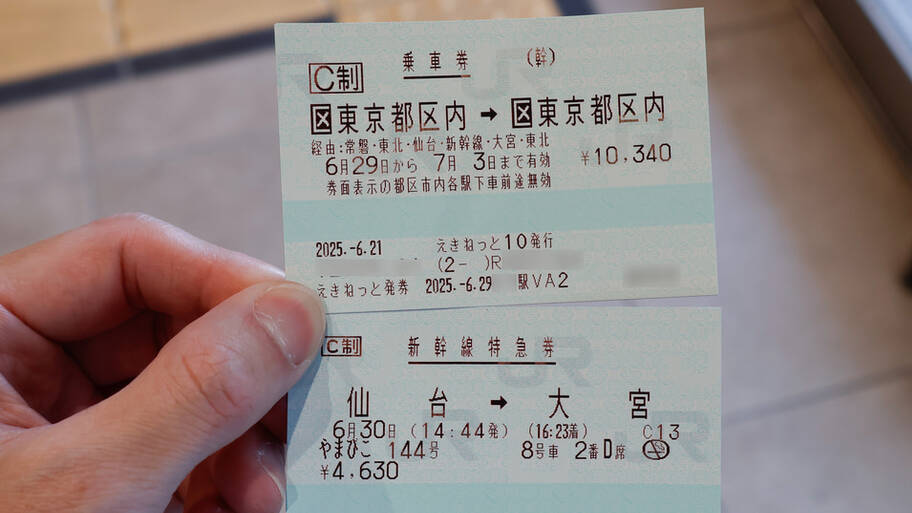 乗車券 (幹)
C制
区東京都区内 → 区東京都区内
経由:常磐・東北・仙台・新幹線・大宮・東北
6月29日から 7月 3日まで有効 ¥10,340
券面表示の都区市内各駅下車前途無効
2025.-6.21 えきねっと10発行
(2- )R
えきねっと発券 2025.-6.29 駅VA2
C制 新幹線特急券
仙台 → 大宮
6月30日 (14:44発) (16:23着) C13
やまびこ 144号 8号車 2番D席
¥4,630